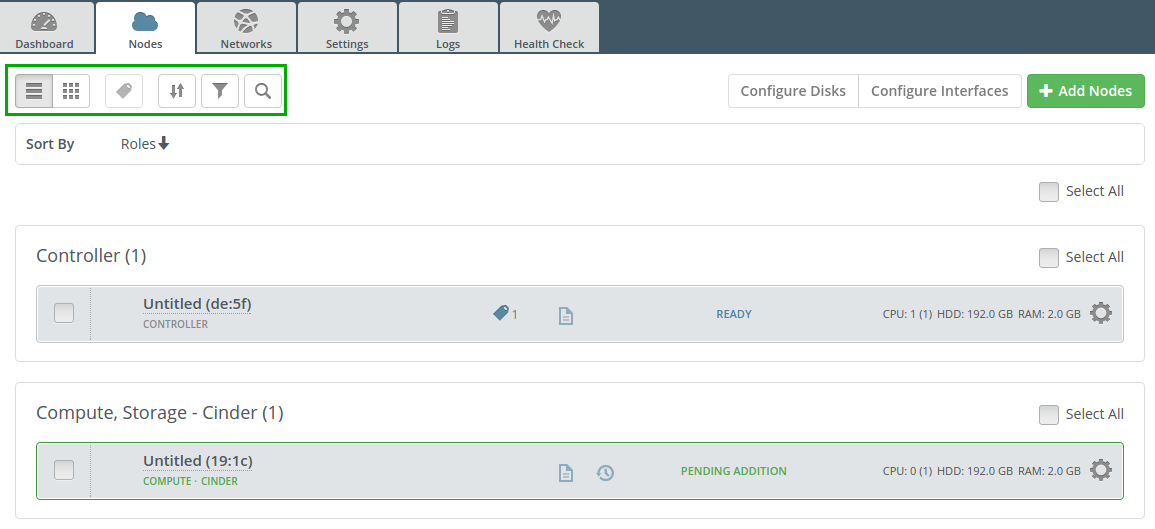 Dashboard Nodes Networks Settings Logs Health Check
Configure Disks Configure Interfaces Add Nodes
Sort By Roles
Select All
Controller (1) Select All
Untitled (de:5f)
CONTROLLER
1 READY CPU: 1 (1) HDD: 192.0 GB RAM: 2.0 GB
Compute, Storage - Cinder (1) Select All
Untitled (19:1c)
COMPUTE · CINDER
PENDING ADDITION CPU: 0 (1) HDD: 192.0 GB RAM: 2.0 GB